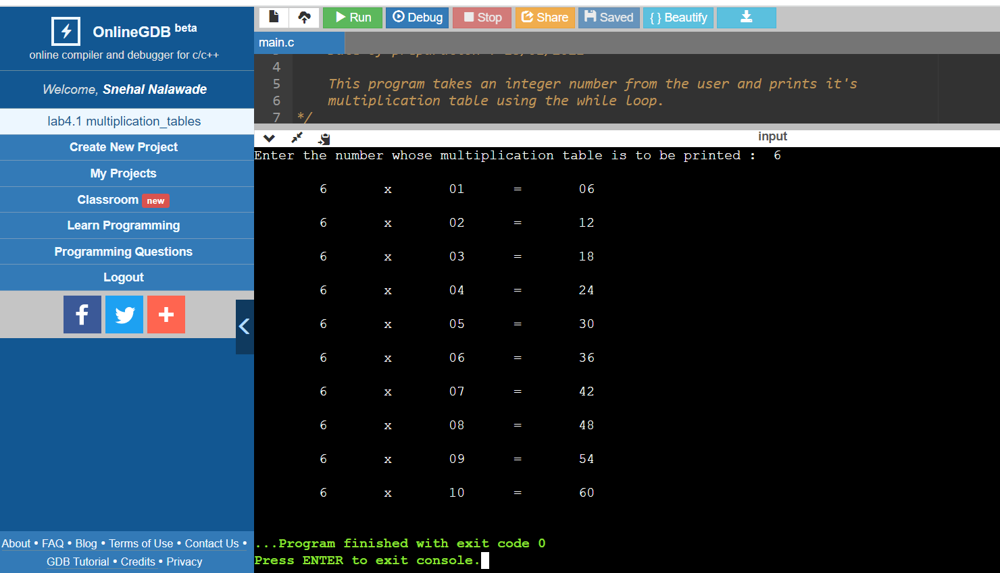 OnlineGDB beta
online compiler and debugger for c/c++
Welcome, Snehal Nalawade
lab4.1 multiplication_tables
Create New Project
My Projects
Classroom new
Learn Programming
Programming Questions
Logout
About • FAQ • Blog • Terms of Use • Contact Us •
GDB Tutorial • Credits • Privacy
Run Debug Stop Share Saved { } Beautify
main.c
4
5 This program takes an integer number from the user and prints it's
6 multiplication table using the while loop.
7 */
input
Enter the number whose multiplication table is to be printed : 6
6 x 01 = 06
6 x 02 = 12
6 x 03 = 18
6 x 04 = 24
6 x 05 = 30
6 x 06 = 36
6 x 07 = 42
6 x 08 = 48
6 x 09 = 54
6 x 10 = 60
...Program finished with exit code 0
Press ENTER to exit console.